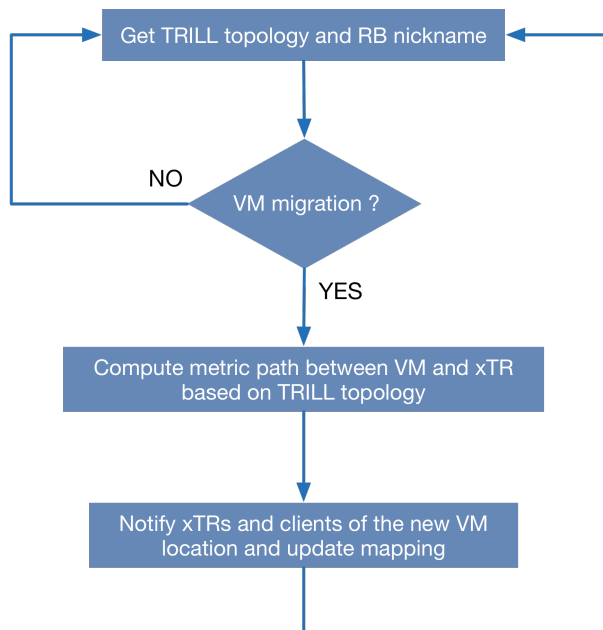 Get TRILL topology and RB nickname
NO
VM migration ?
YES
Compute metric path between VM and xTR
based on TRILL topology
Notify xTRs and clients of the new VM
location and update mapping